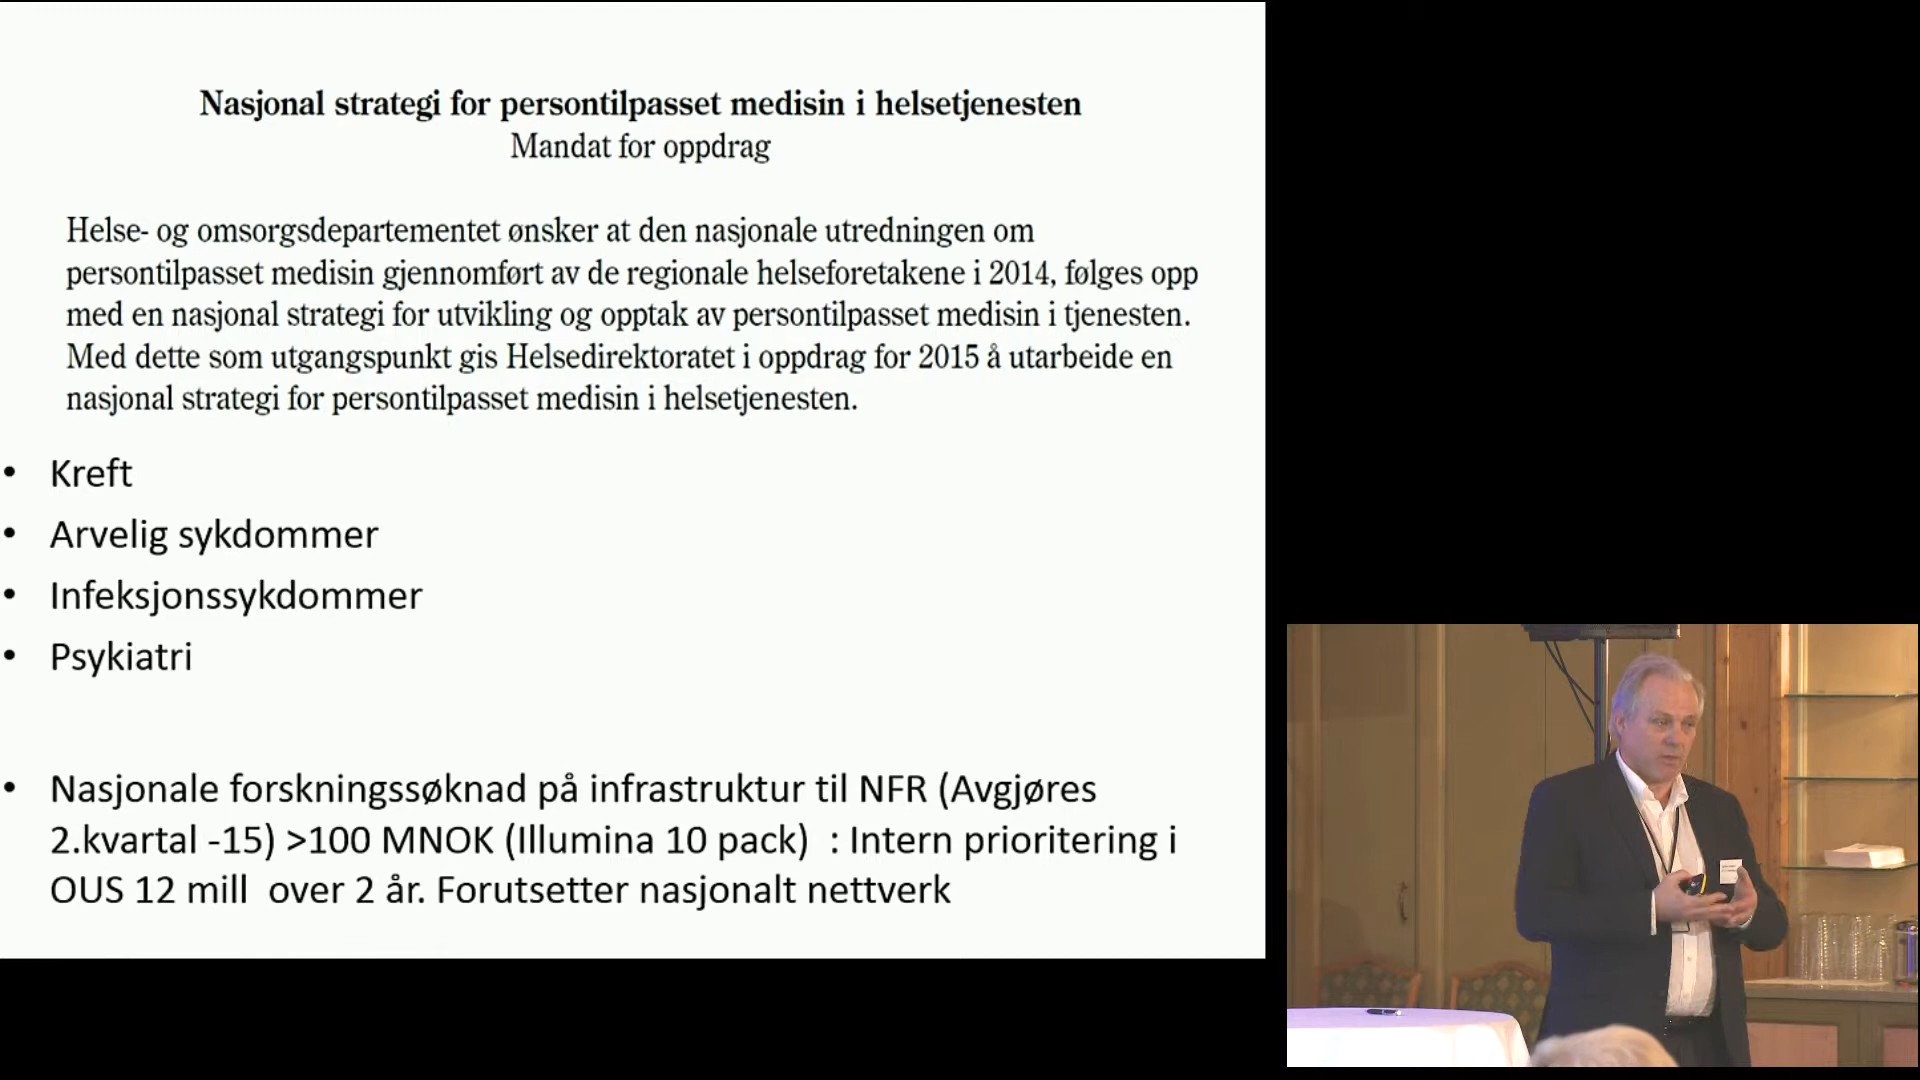 Nasjonal strategi for persontilpasset medisin i helsetjenesten
Mandat for oppdrag
Helse- og omsorgsdepartementet ønsker at den nasjonale utredningen om
persontilpasset medisin gjennomført av de regionale helseforetakene i 2014, følges opp
med en nasjonal strategi for utvikling og opptak av persontilpasset medisin i tjenesten.
Med dette som utgangspunkt gis Helsedirektoratet i oppdrag for 2015 å utarbeide en
nasjonal strategi for persontilpasset medisin i helsetjenesten.
• Kreft
• Arvelig sykdommer
• Infeksjonssykdommer
• Psykiatri
• Nasjonale forskningssøknad på infrastruktur til NFR (Avgjøres
2.kvartal -15) >100 MNOK (Illumina 10 pack)  : Intern prioritering i
OUS 12 mill  over 2 år. Forutsetter nasjonalt nettverk